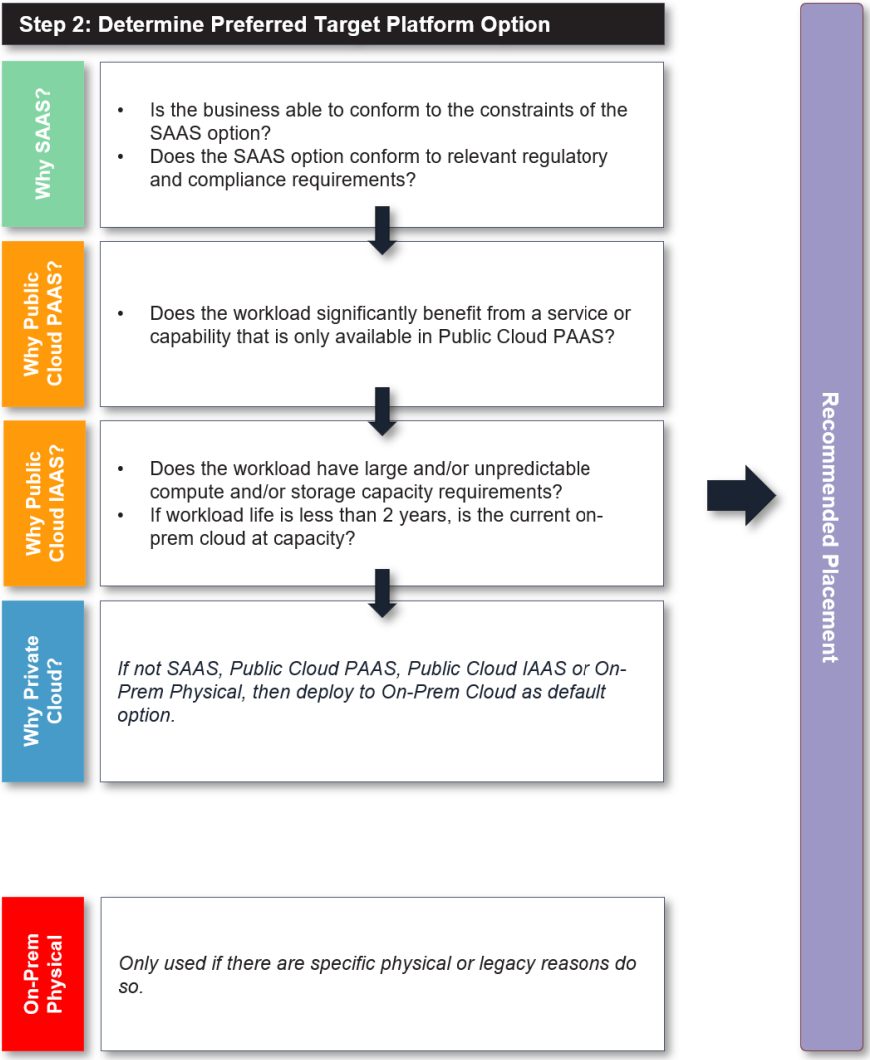 Step 2: Determine Preferred Target Platform Option
Why SAAS?
• Is the business able to conform to the constraints of the
SAAS option?
• Does the SAAS option conform to relevant regulatory
and compliance requirements?
Why Public
Cloud PAAS?
• Does the workload significantly benefit from a service or
capability that is only available in Public Cloud PAAS?
Why Public
Cloud IAAS?
• Does the workload have large and/or unpredictable
compute and/or storage capacity requirements?
• If workload life is less than 2 years, is the current on-
prem cloud at capacity?
Why Private
Cloud?
If not SAAS, Public Cloud PAAS, Public Cloud IAAS or On-
Prem Physical, then deploy to On-Prem Cloud as default
option.
On-Prem
Physical
Only used if there are specific physical or legacy reasons do
so.
Recommended Placement